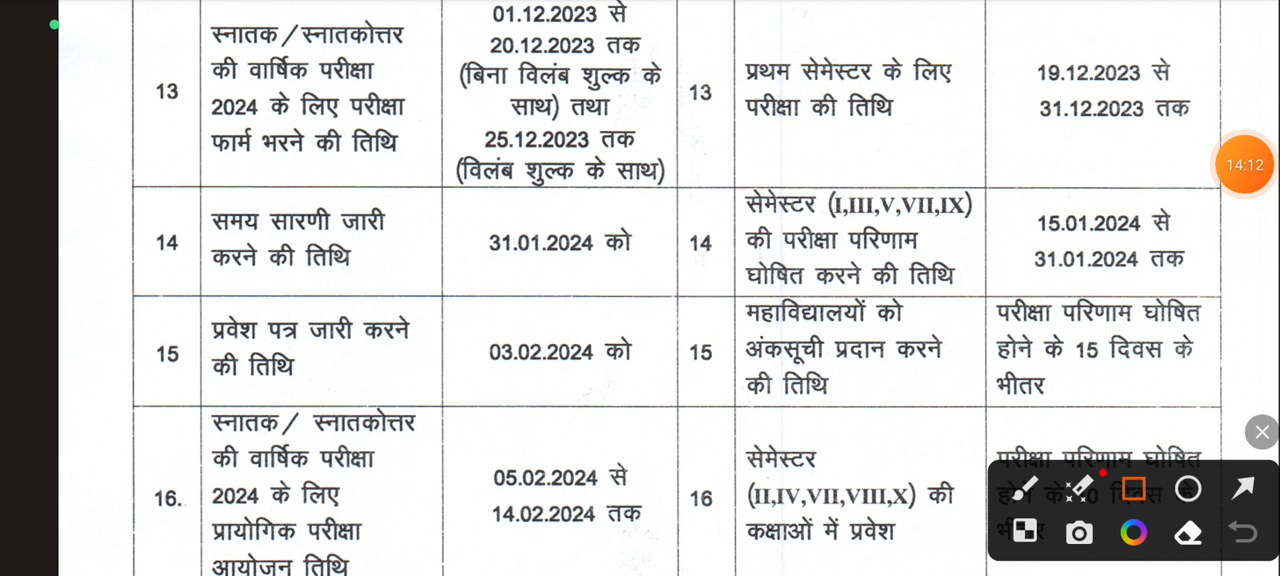 13
स्नातक/स्नातकोत्तर
की वार्षिक परीक्षा
2024 के लिए परीक्षा
फार्म भरने की तिथि
01.12.2023 से
20.12.2023 तक
(बिना विलंब शुल्क के
साथ) तथा
25.12.2023 तक
(विलंब शुल्क के साथ)
13
प्रथम सेमेस्टर के लिए
परीक्षा की तिथि
19.12.2023 से
31.12.2023 तक
14:12
14
समय सारणी जारी
करने की तिथि
31.01.2024 को
14
सेमेस्टर (I,III,V,VII,IX)
की परीक्षा परिणाम
घोषित करने की तिथि
15.01.2024 से
31.01.2024 तक
15
प्रवेश पत्र जारी करने
की तिथि
03.02.2024 को
15
महाविद्यालयों को
अंकसूची प्रदान करने
की तिथि
परीक्षा परिणाम घोषित
होने के 15 दिवस के
भीतर
16.
स्नातक/ स्नातकोत्तर
की वार्षिक परीक्षा
2024 के लिए
प्रायोगिक परीक्षा
आयोजन तिथि
05.02.2024 से
14.02.2024 तक
16
सेमेस्टर
(II,IV,VII,VIII,X) की
कक्षाओं में प्रवेश
परीक्षा परिणाम घोषित